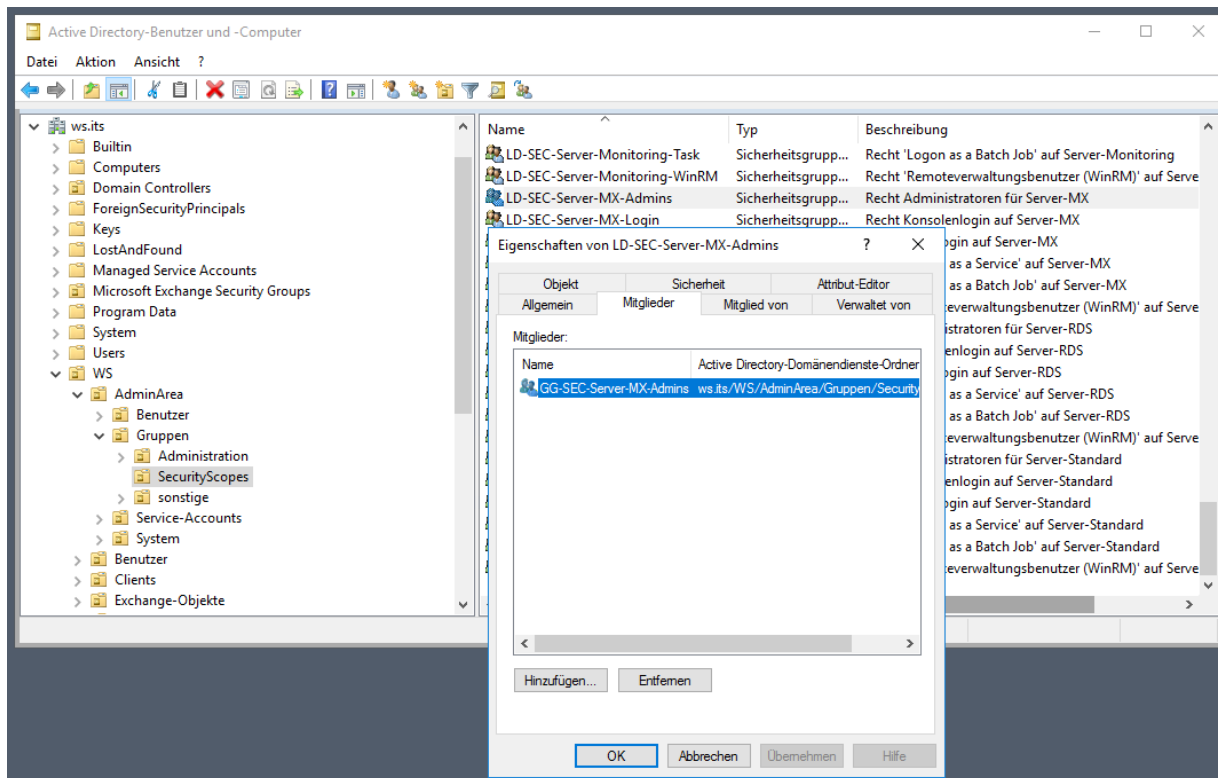 Active Directory-Benutzer und -Computer
Datei Aktion Ansicht ?
ws.its
Builtin
Computers
Domain Controllers
ForeignSecurityPrincipals
Keys
LostAndFound
Managed Service Accounts
Microsoft Exchange Security Groups
Program Data
System
Users
WS
AdminArea
Benutzer
Gruppen
Administration
SecurityScopes
sonstige
Service-Accounts
System
Benutzer
Clients
Exchange-Objekte
Name Typ Beschreibung
LD-SEC-Server-Monitoring-Task Sicherheitsgrupp... Recht 'Logon as a Batch Job' auf Server-Monitoring
LD-SEC-Server-Monitoring-WinRM Sicherheitsgrupp... Recht 'Remoteverwaltungsbenutzer (WinRM)' auf Serve
LD-SEC-Server-MX-Admins Sicherheitsgrupp... Recht Administratoren für Server-MX
LD-SEC-Server-MX-Login Sicherheitsgrupp... Recht Konsolenlogin auf Server-MX
ogin auf Server-MX
as a Service' auf Server-MX
as a Batch Job' auf Server-MX
everwaltungsbenutzer (WinRM)' auf Serve
istratoren für Server-RDS
enlogin auf Server-RDS
ogin auf Server-RDS
as a Service' auf Server-RDS
as a Batch Job' auf Server-RDS
everwaltungsbenutzer (WinRM)' auf Serve
istratoren für Server-Standard
enlogin auf Server-Standard
ogin auf Server-Standard
as a Service' auf Server-Standard
as a Batch Job' auf Server-Standard
everwaltungsbenutzer (WinRM)' auf Serve
Eigenschaften von LD-SEC-Server-MX-Admins ?
Objekt Sicherheit Attribut-Editor
Allgemein Mitglieder Mitglied von Verwaltet von
Mitglieder:
Name Active Directory-Domänendienste-Ordner
GG-SEC-Server-MX-Admins ws.its/WS/AdminArea/Gruppen/Security
Hinzufügen... Entfernen
OK Abbrechen Übernehmen Hilfe